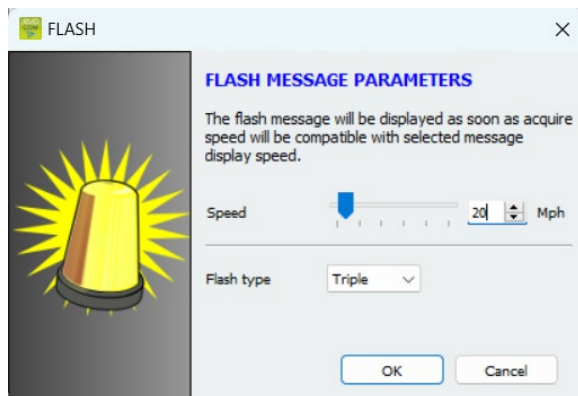 FLASH
FLASH MESSAGE PARAMETERS
The flash message will be displayed as soon as acquire
speed will be compatible with selected message
display speed.
Speed 20 Mph
Flash type Triple
OK Cancel